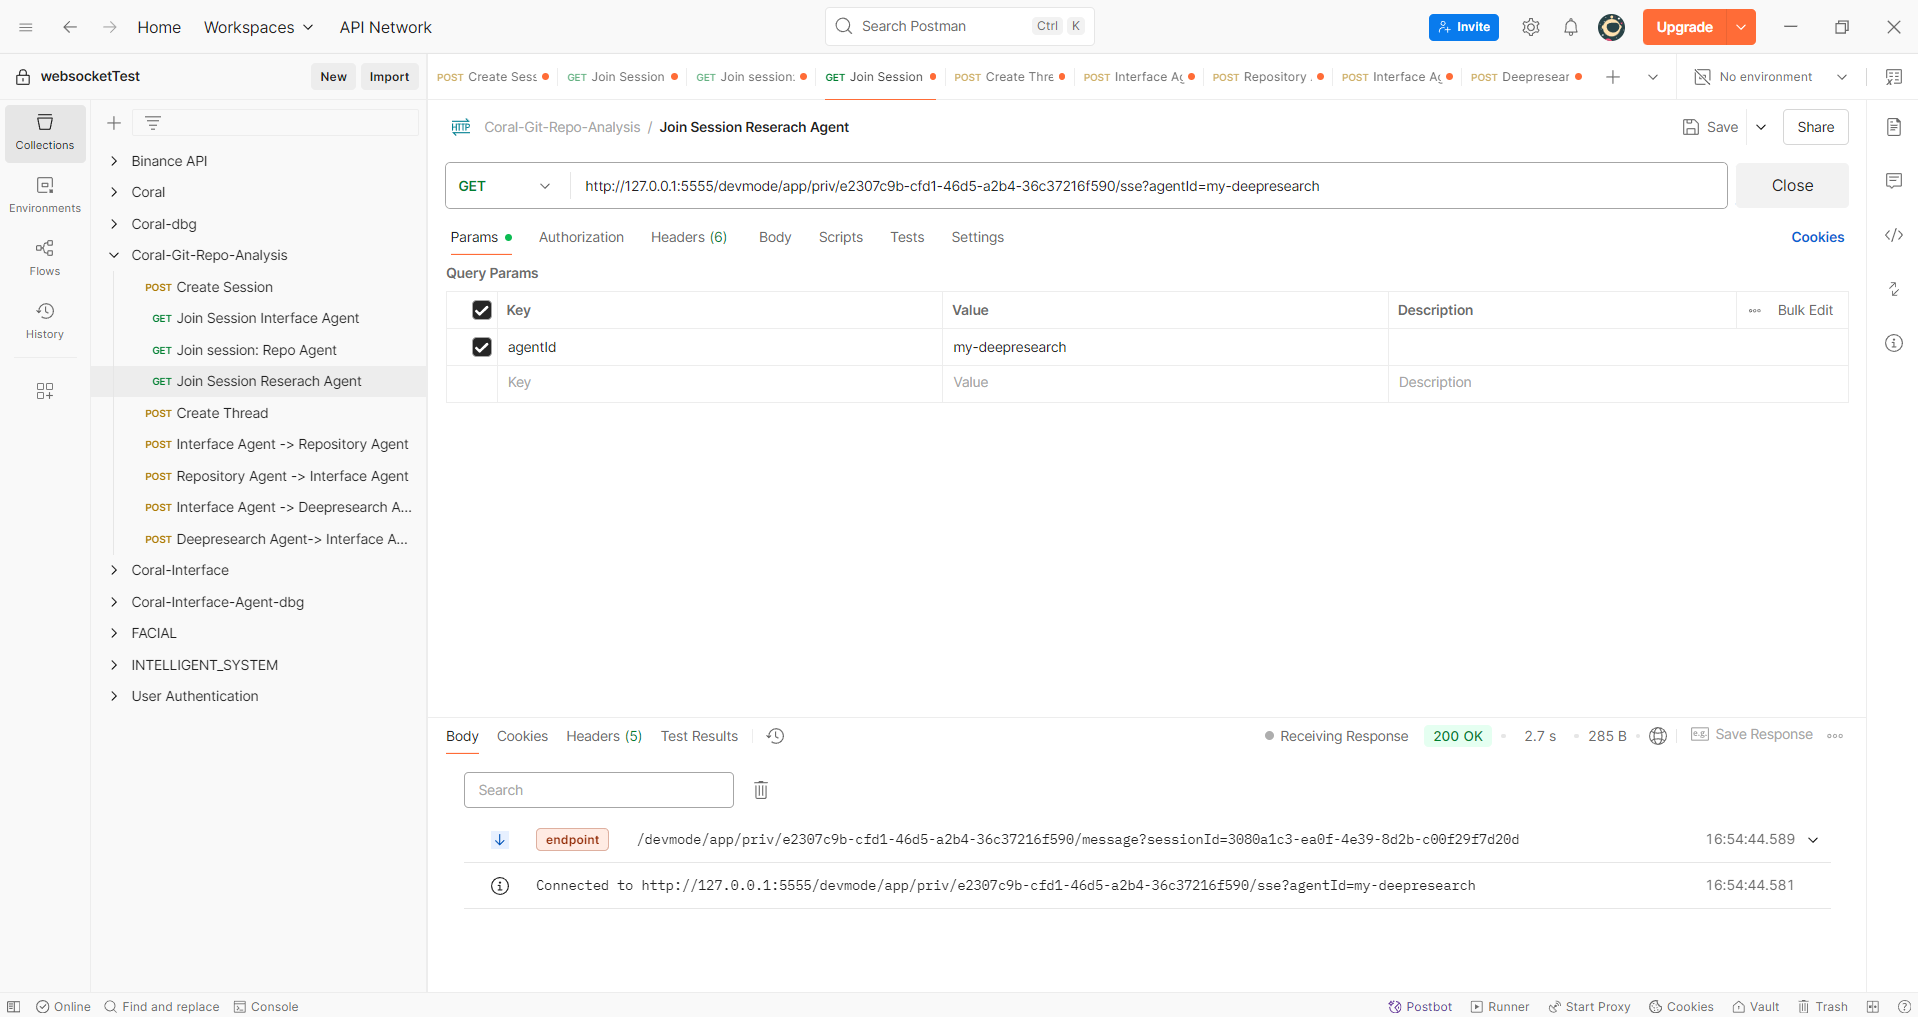 Home Workspaces API Network Search Postman Ctrl K Invite Upgrade
websocketTest New Import
POST Create Sess GET Join Session GET Join session: GET Join Session POST Create Thre POST Interface Ag POST Repository . POST Interface Ag POST Deepresear No environment
Collections
Environments
Flows
History
Binance API
Coral
Coral-dbg
Coral-Git-Repo-Analysis
POST Create Session
GET Join Session Interface Agent
GET Join session: Repo Agent
GET Join Session Reserach Agent
POST Create Thread
POST Interface Agent -> Repository Agent
POST Repository Agent -> Interface Agent
POST Interface Agent -> Deepresearch A...
POST Deepresearch Agent-> Interface A...
Coral-Interface
Coral-Interface-Agent-dbg
FACIAL
INTELLIGENT_SYSTEM
User Authentication
HTTP Coral-Git-Repo-Analysis / Join Session Reserach Agent Save Share
GET http://127.0.0.1:5555/devmode/app/priv/e2307c9b-cfd1-46d5-a2b4-36c37216f590/sse?agentId=my-deepresearch Close
Params Authorization Headers (6) Body Scripts Tests Settings Cookies
Query Params
Key Value Description Bulk Edit
agentId my-deepresearch
Key Value Description
Body Cookies Headers (5) Test Results Receiving Response 200 OK 2.7 s 285 B e.g. Save Response
Search
endpoint /devmode/app/priv/e2307c9b-cfd1-46d5-a2b4-36c37216f590/message?sessionId=3080a1c3-ea0f-4e39-8d2b-c00f29f7d20d 16:54:44.589
Connected to http://127.0.0.1:5555/devmode/app/priv/e2307c9b-cfd1-46d5-a2b4-36c37216f590/sse?agentId=my-deepresearch 16:54:44.581
Online Find and replace Console Postbot Runner Start Proxy Cookies Vault Trash